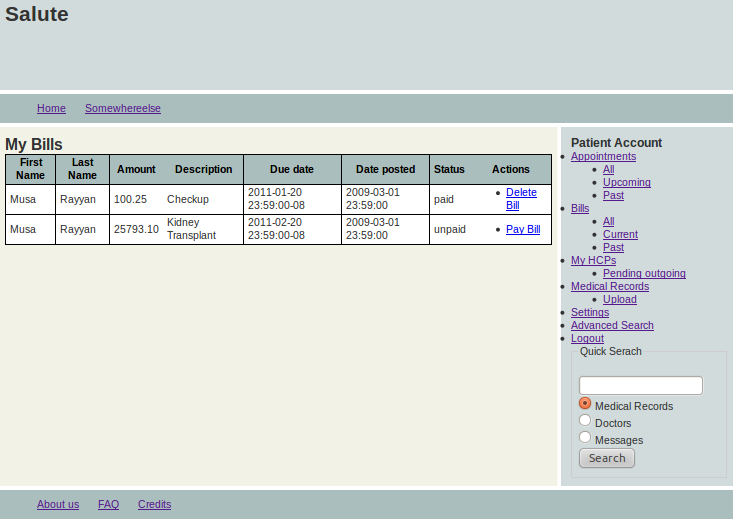 Salute
Home Somewhereelse
My Bills
First Name Last Name Amount Description Due date Date posted Status Actions
Musa Rayyan 100.25 Checkup 2011-01-20 23:59:00-08 2009-03-01 23:59:00 paid Delete Bill
Musa Rayyan 25793.10 Kidney Transplant 2011-02-20 23:59:00-08 2009-03-01 23:59:00 unpaid Pay Bill
Patient Account
Appointments
All
Upcoming
Past
Bills
All
Current
Past
My HCPs
Pending outgoing
Medical Records
Upload
Settings
Advanced Search
Logout
Quick Serach
Medical Records
Doctors
Messages
Search
About us FAQ Credits